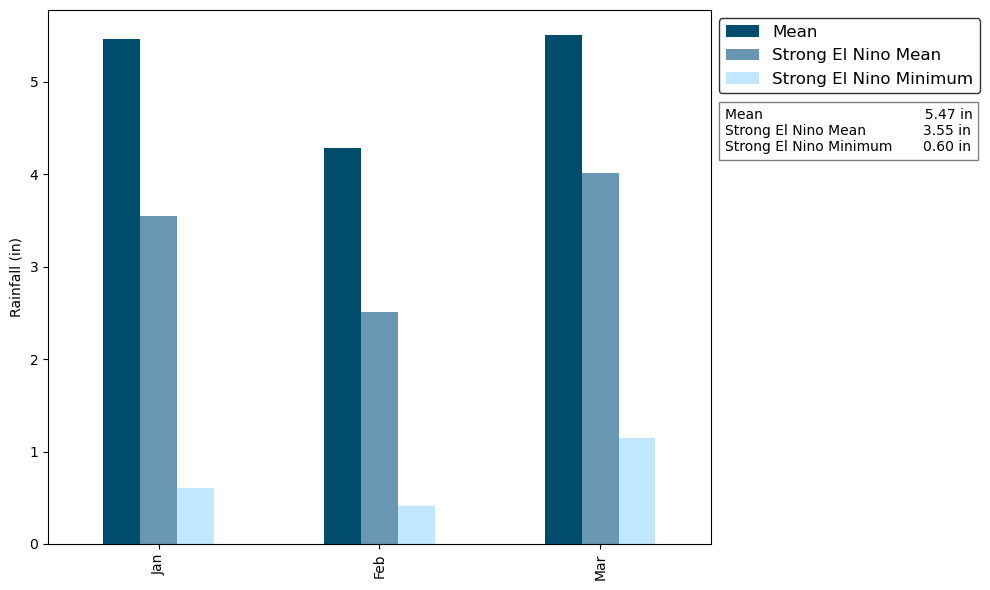 Mean
Strong El Nino Mean
Strong El Nino Minimum
Mean 5.47 in
Strong El Nino Mean 3.55 in
Strong El Nino Minimum 0.60 in
Rainfall (in)
5
4
3
2
1
0
Jan
Feb
Mar